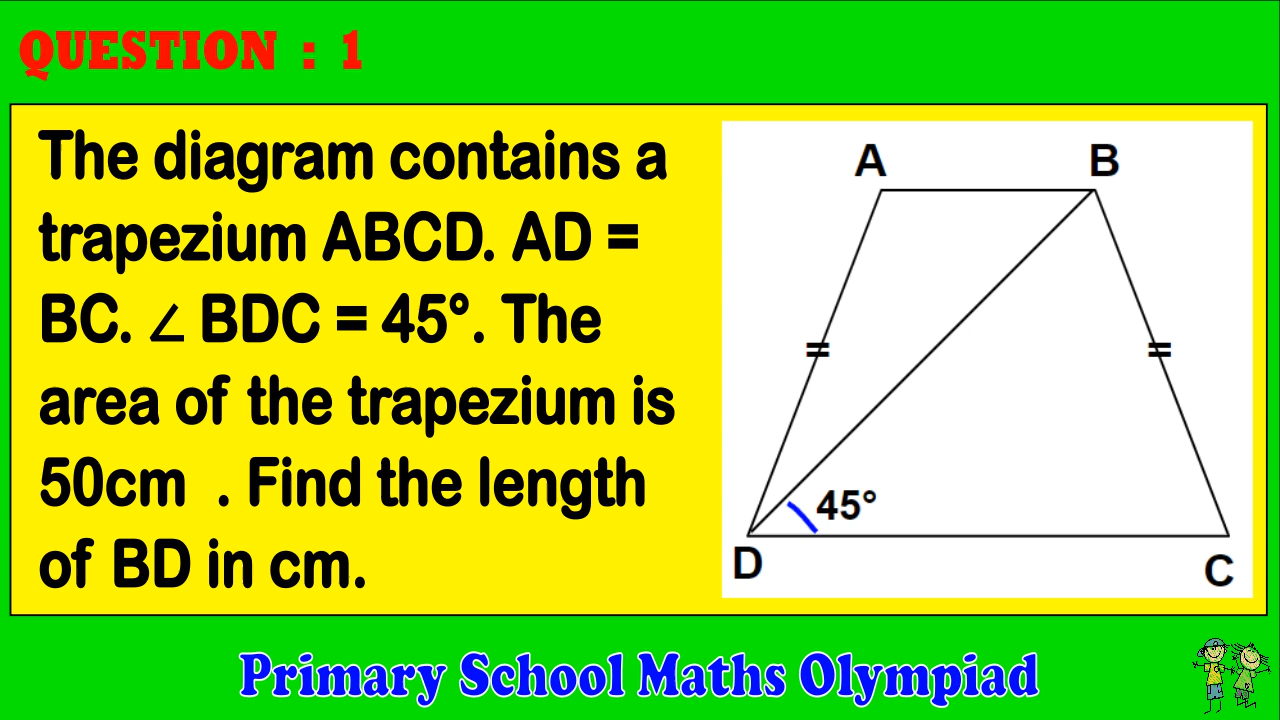 QUESTION : 1
The diagram contains a
trapezium ABCD. AD =
BC. ∠ BDC = 45°. The
area of the trapezium is
50cm . Find the length
of BD in cm.
A B
= =
45°
D C
Primary School Maths Olympiad